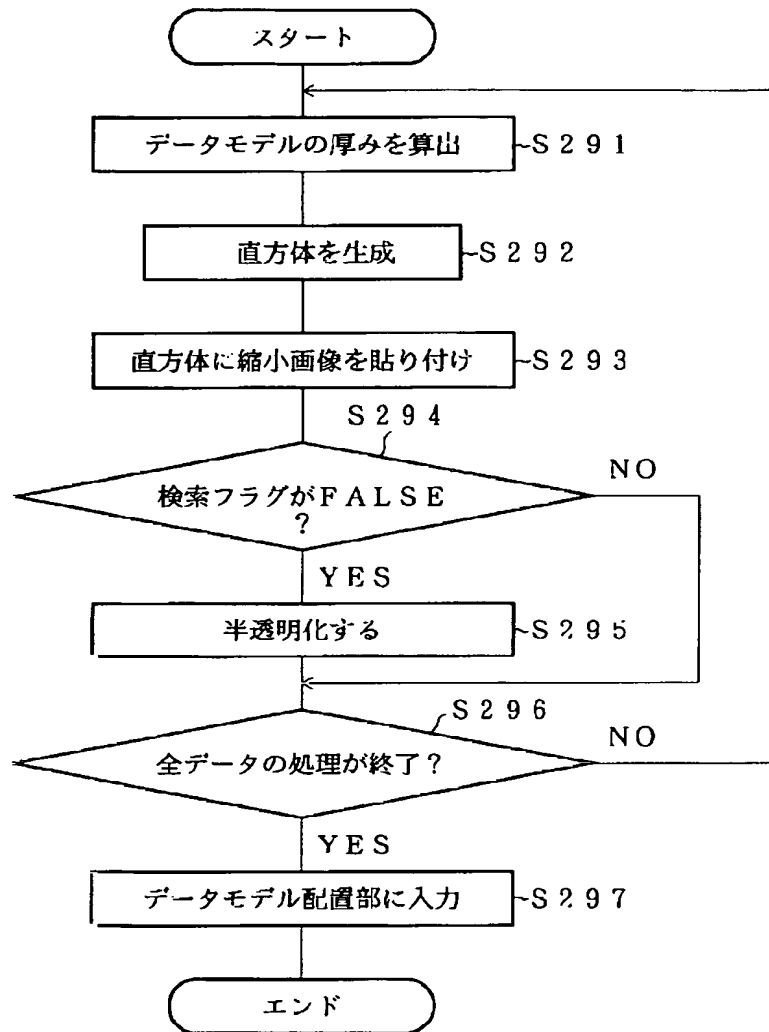 スタート
データモデルの厚みを算出 S291
直方体を生成 S292
直方体に縮小画像を貼り付け S293
S294
検索フラグがFALSE
?
NO
YES
半透明化する S295
S296
全データの処理が終了?
NO
YES
データモデル配置部に入力 S297
エンド